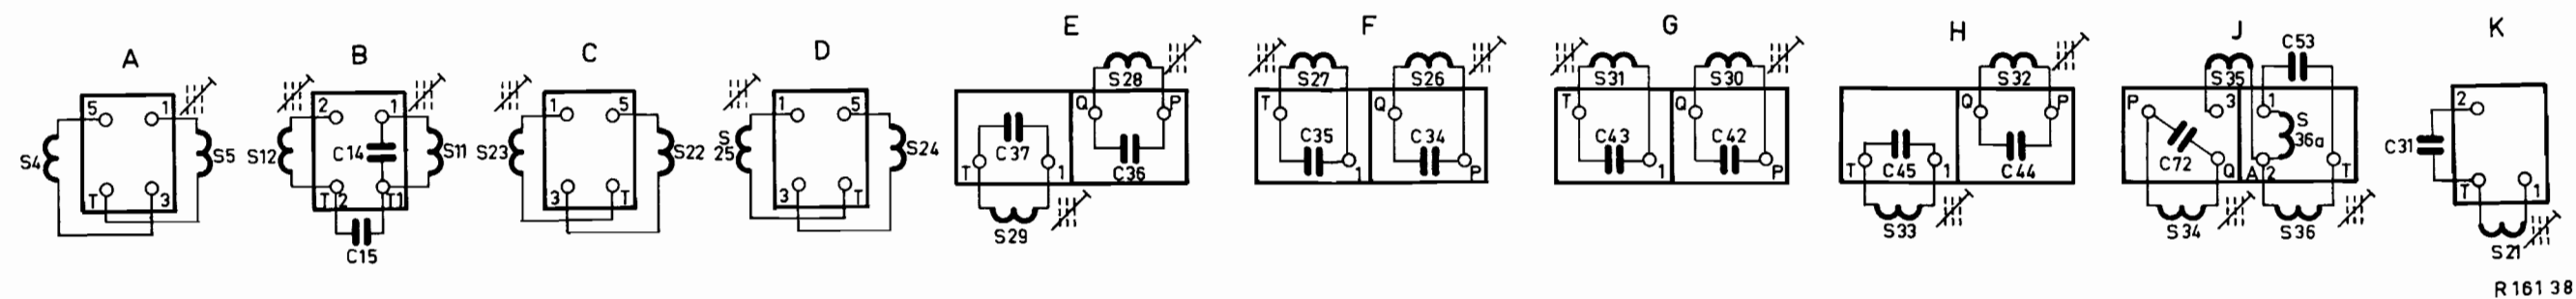 A
5 1
S4 S5
T 3
B
2 1
S12 C14 S11
T2 T1
C15
C
1 5
S23 S22
3 T
D
1 5
S
25
S24
3 T
E
S28
Q P
C37
T 1
C36
S29
F
S27 S26
T Q
C35 C34
1 P
G
S31 S30
T Q
C43 C42
1 P
H
S32
Q P
T C45 1
C44
S33
J
C53
S35
P 3 1
S
36a
C72
Q A 2 T
S34 S36
K
2
C31
T 1
S21
R 161 38